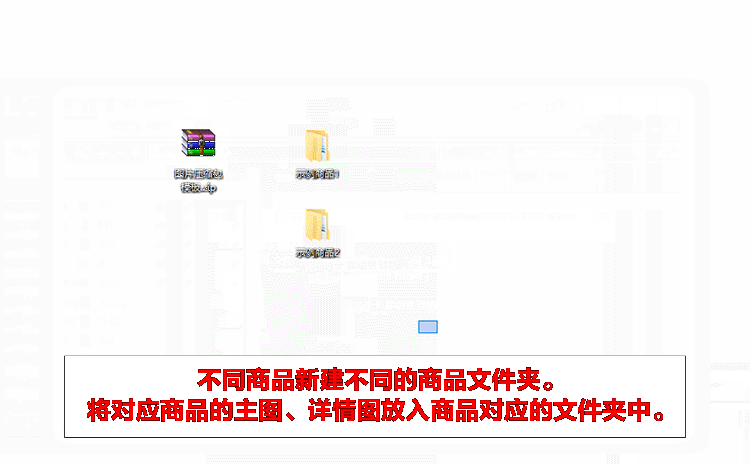 图片压缩包
模板.zip
示例商品1
示例商品2
不同商品新建不同的商品文件夹。
将对应商品的主图、详情图放入商品对应的文件夹中。